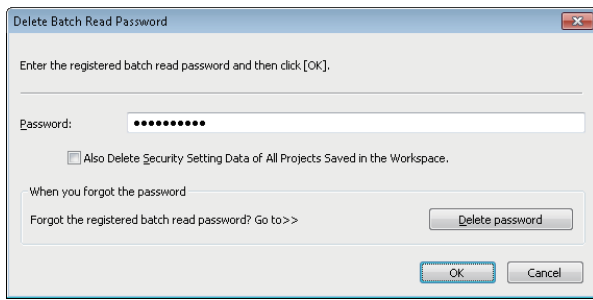 Delete Batch Read Password
Enter the registered batch read password and then click [OK].
Password: ●●●●●●●●●●
Also Delete Security Setting Data of All Projects Saved in the Workspace.
When you forgot the password
Forgot the registered batch read password? Go to>> Delete password
OK Cancel